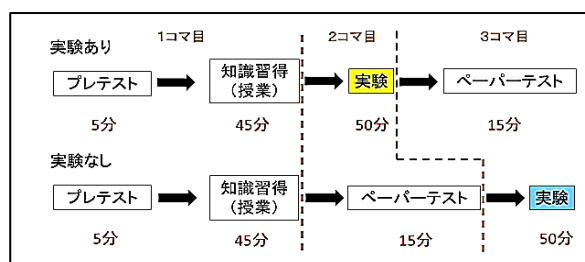 1コマ目
2コマ目
3コマ目
実験あり
プレテスト
知識習得
(授業)
実験
ペーパーテスト
5分
45分
50分
15分
実験なし
プレテスト
知識習得
(授業)
ペーパーテスト
実験
5分
45分
15分
50分